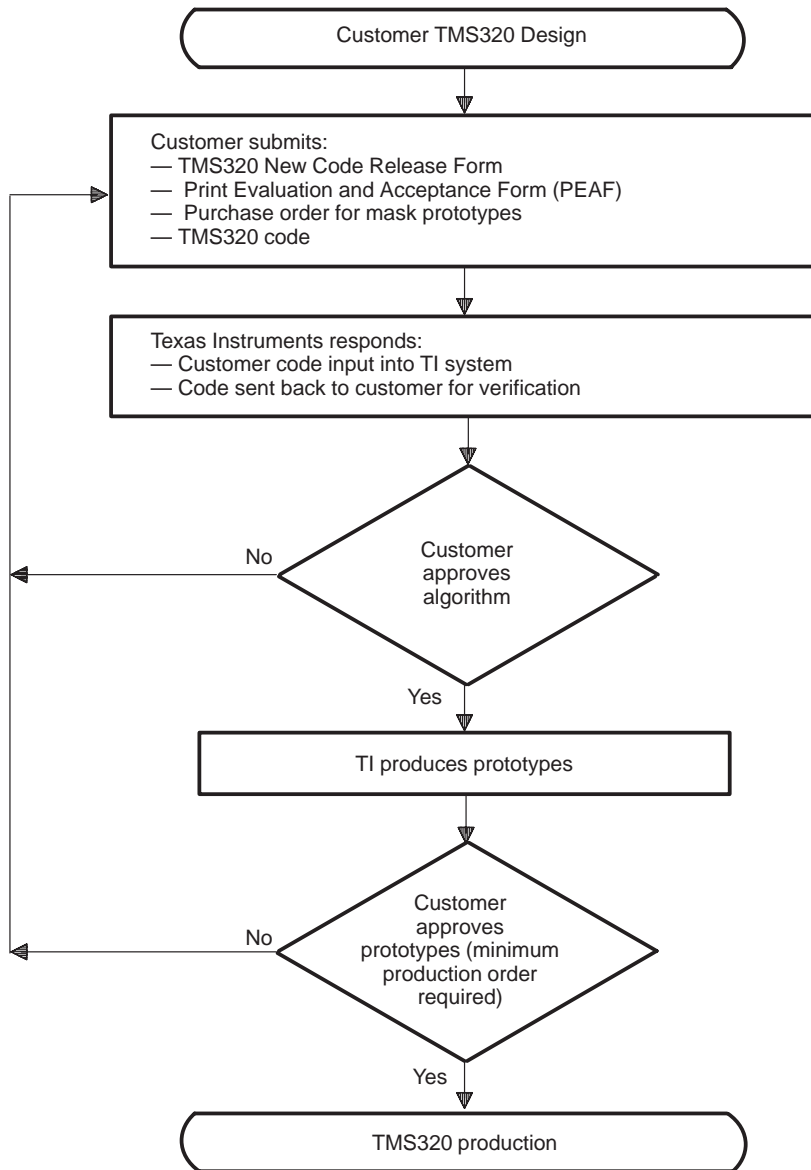 Customer TMS320 Design
Customer submits:
— TMS320 New Code Release Form
— Print Evaluation and Acceptance Form (PEAF)
— Purchase order for mask prototypes
— TMS320 code
Texas Instruments responds:
— Customer code input into TI system
— Code sent back to customer for verification
No
Customer
approves
algorithm
Yes
TI produces prototypes
No
Customer
approves
prototypes (minimum
production order
required)
Yes
TMS320 production